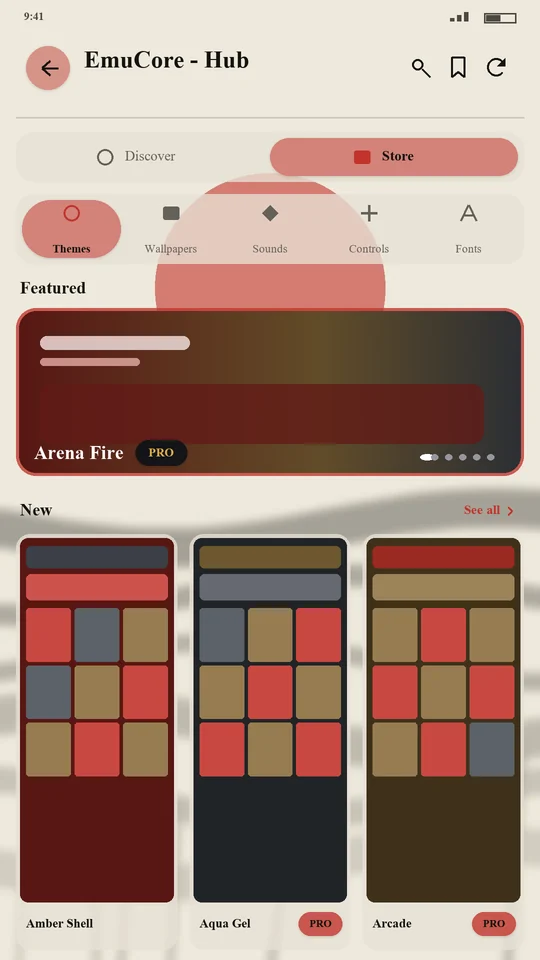 9:41
EmuCore - Hub
Discover
Store
Themes
Wallpapers
Sounds
Controls
Fonts
Featured
Arena Fire
PRO
New
See all
Amber Shell
Aqua Gel
PRO
Arcade
PRO